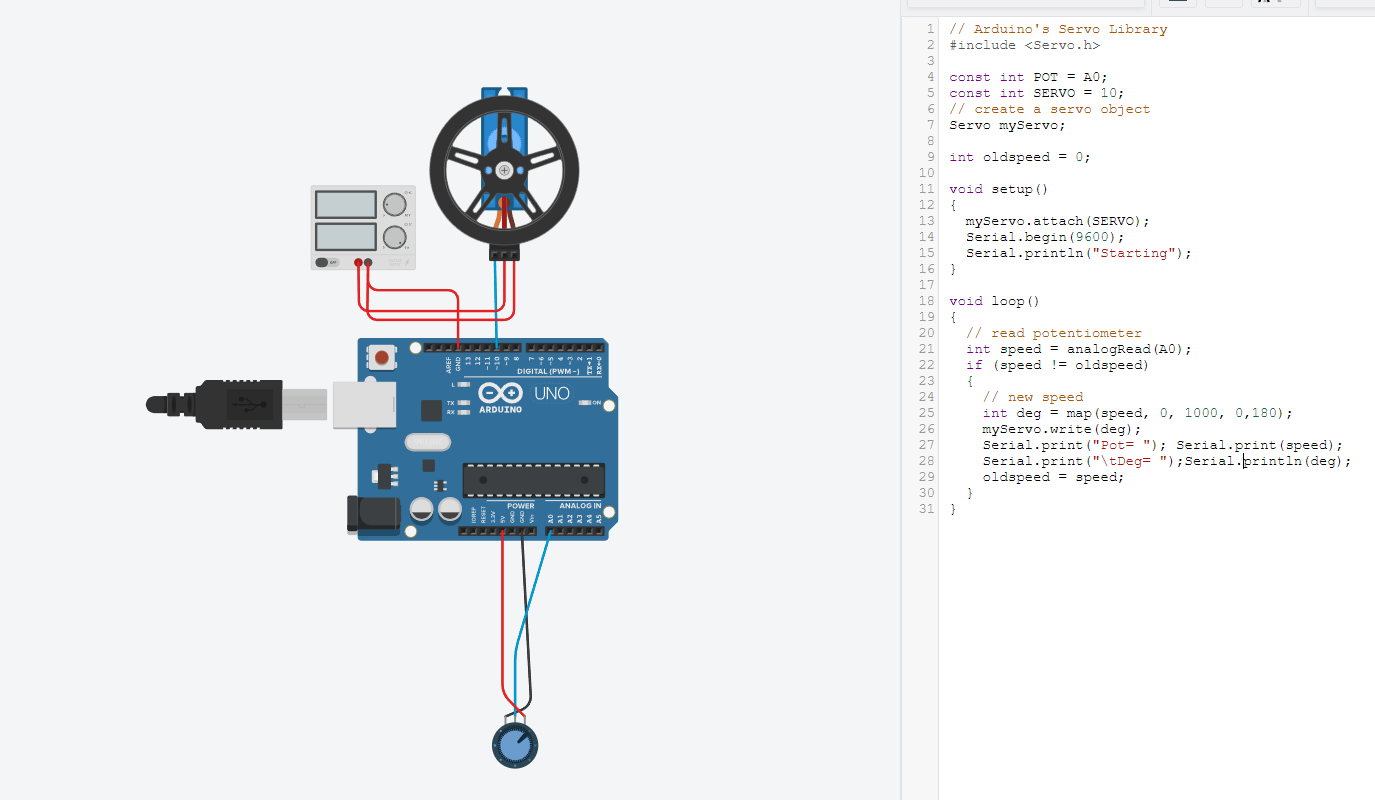 AREF
GND
13
12
~11
~10
~9
8
7
~6
~5
4
~3
2
TX→1
RX←0
DIGITAL (PWM~)
L
TX
RX
ARDUINO
UNO
ON
IOREF
RESET
3.3V
5V
GND
GND
Vin
POWER
ANALOG IN
A0
A1
A2
A3
A4
A5
1 // Arduino's Servo Library
2 #include <Servo.h>
3
4 const int POT = A0;
5 const int SERVO = 10;
6 // create a servo object
7 Servo myServo;
8
9 int oldspeed = 0;
10
11 void setup()
12 {
13   myServo.attach(SERVO);
14   Serial.begin(9600);
15   Serial.println("Starting");
16 }
17
18 void loop()
19 {
20   // read potentiometer
21   int speed = analogRead(A0);
22   if (speed != oldspeed)
23   {
24     // new speed
25     int deg = map(speed, 0, 1000, 0,180);
26     myServo.write(deg);
27     Serial.print("Pot= "); Serial.print(speed);
28     Serial.print("\tDeg= ");Serial.println(deg);
29     oldspeed = speed;
30   }
31 }